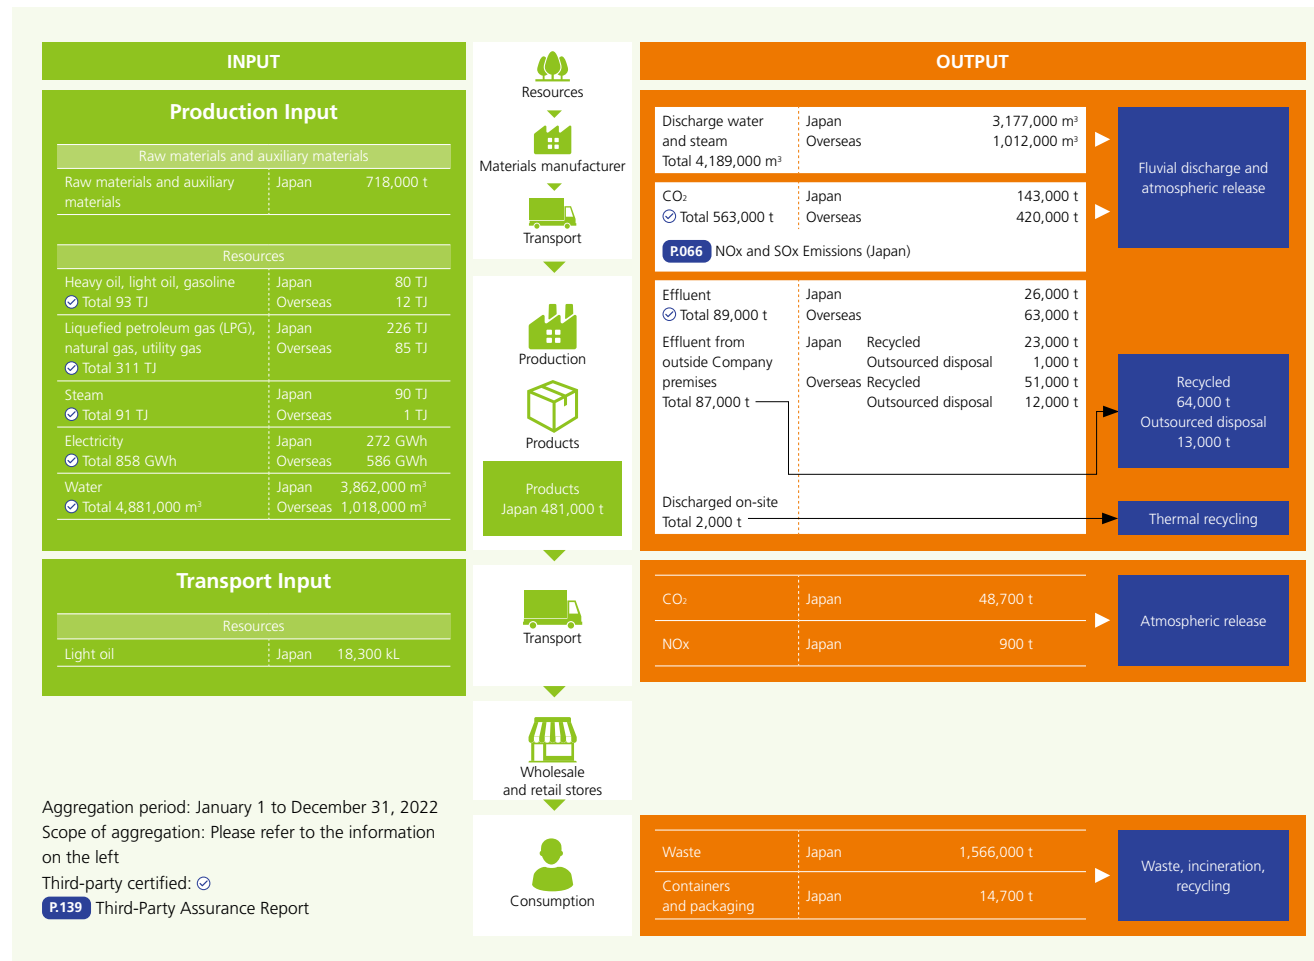 INPUT
Production Input
Raw materials and auxiliary materials
Raw materials and auxiliary materials Japan 718,000 t
Resources
Heavy oil, light oil, gasoline Japan 80 TJ
Total 93 TJ Overseas 12 TJ
Liquefied petroleum gas (LPG), Japan 226 TJ
natural gas, utility gas Overseas 85 TJ
Total 311 TJ
Steam Japan 90 TJ
Total 91 TJ Overseas 1 TJ
Electricity Japan 272 GWh
Total 858 GWh Overseas 586 GWh
Water Japan 3,862,000 m³
Total 4,881,000 m³ Overseas 1,018,000 m³
Transport Input
Resources
Light oil Japan 18,300 kL
Aggregation period: January 1 to December 31, 2022
Scope of aggregation: Please refer to the information
on the left
Third-party certified:
P.139 Third-Party Assurance Report
Resources
Materials manufacturer
Transport
Production
Products
Products
Japan 481,000 t
Transport
Wholesale
and retail stores
Consumption
OUTPUT
Discharge water Japan 3,177,000 m³
and steam Overseas 1,012,000 m³
Total 4,189,000 m³
CO₂ Japan 143,000 t
Total 563,000 t Overseas 420,000 t
P.066 NOx and SOx Emissions (Japan)
Fluvial discharge and
atmospheric release
Effluent Japan 26,000 t
Total 89,000 t Overseas 63,000 t
Effluent from Japan Recycled 23,000 t
outside Company Outsourced disposal 1,000 t
premises Overseas Recycled 51,000 t
Total 87,000 t Outsourced disposal 12,000 t
Recycled
64,000 t
Outsourced disposal
13,000 t
Discharged on-site
Total 2,000 t
Thermal recycling
CO₂ Japan 48,700 t
NOx Japan 900 t
Atmospheric release
Waste Japan 1,566,000 t
Containers
and packaging Japan 14,700 t
Waste, incineration,
recycling